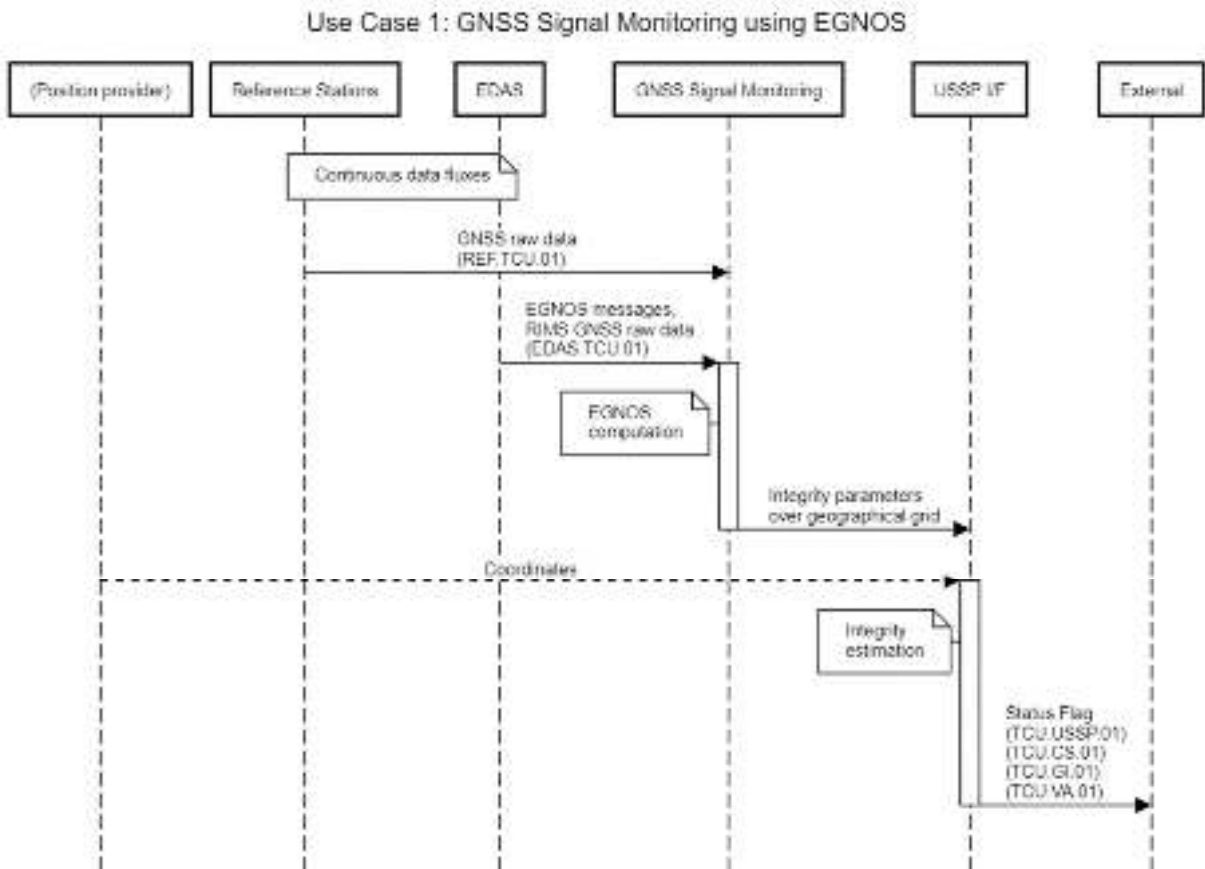 Use Case 1: GNSS Signal Monitoring using EGNOS
(Position provider)
Reference Stations
EDAS
GNSS Signal Monitoring
USSP I/F
External
Continuous data fluxes
GNSS raw data
(REF.TCU.01)
EGNOS messages,
RIMS GNSS raw data
(EDAS.TCU.01)
EGNOS
computation
Integrity parameters
over geographical grid
Coordinates
Integrity
estimation
Status Flag
(TCU.USSP.01)
(TCU.CS.01)
(TCU.GI.01)
(TCU.VA.01)